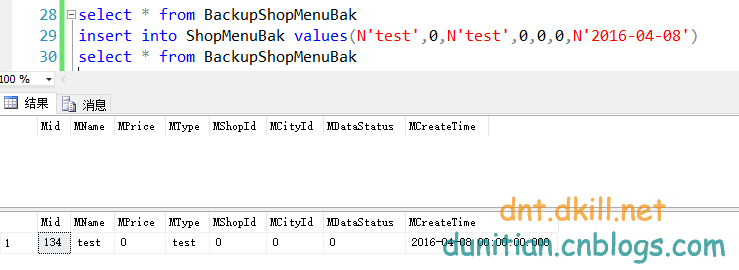 28 select * from BackupShopMenuBak
29 insert into ShopMenuBak values(N'test',0,N'test',0,0,0,N'2016-04-08')
30 select * from BackupShopMenuBak
100 %
结果 消息
Mid MName MPrice MType MShopId MCityId MDataStatus MCreateTime
dnt.dkill.net
Mid MName MPrice MType MShopId MCityId MDataStatus MCreateTime
1 134 test 0 test 0 0 0 2016-04-08 00:00:00.000
dunitian.cnblogs.com